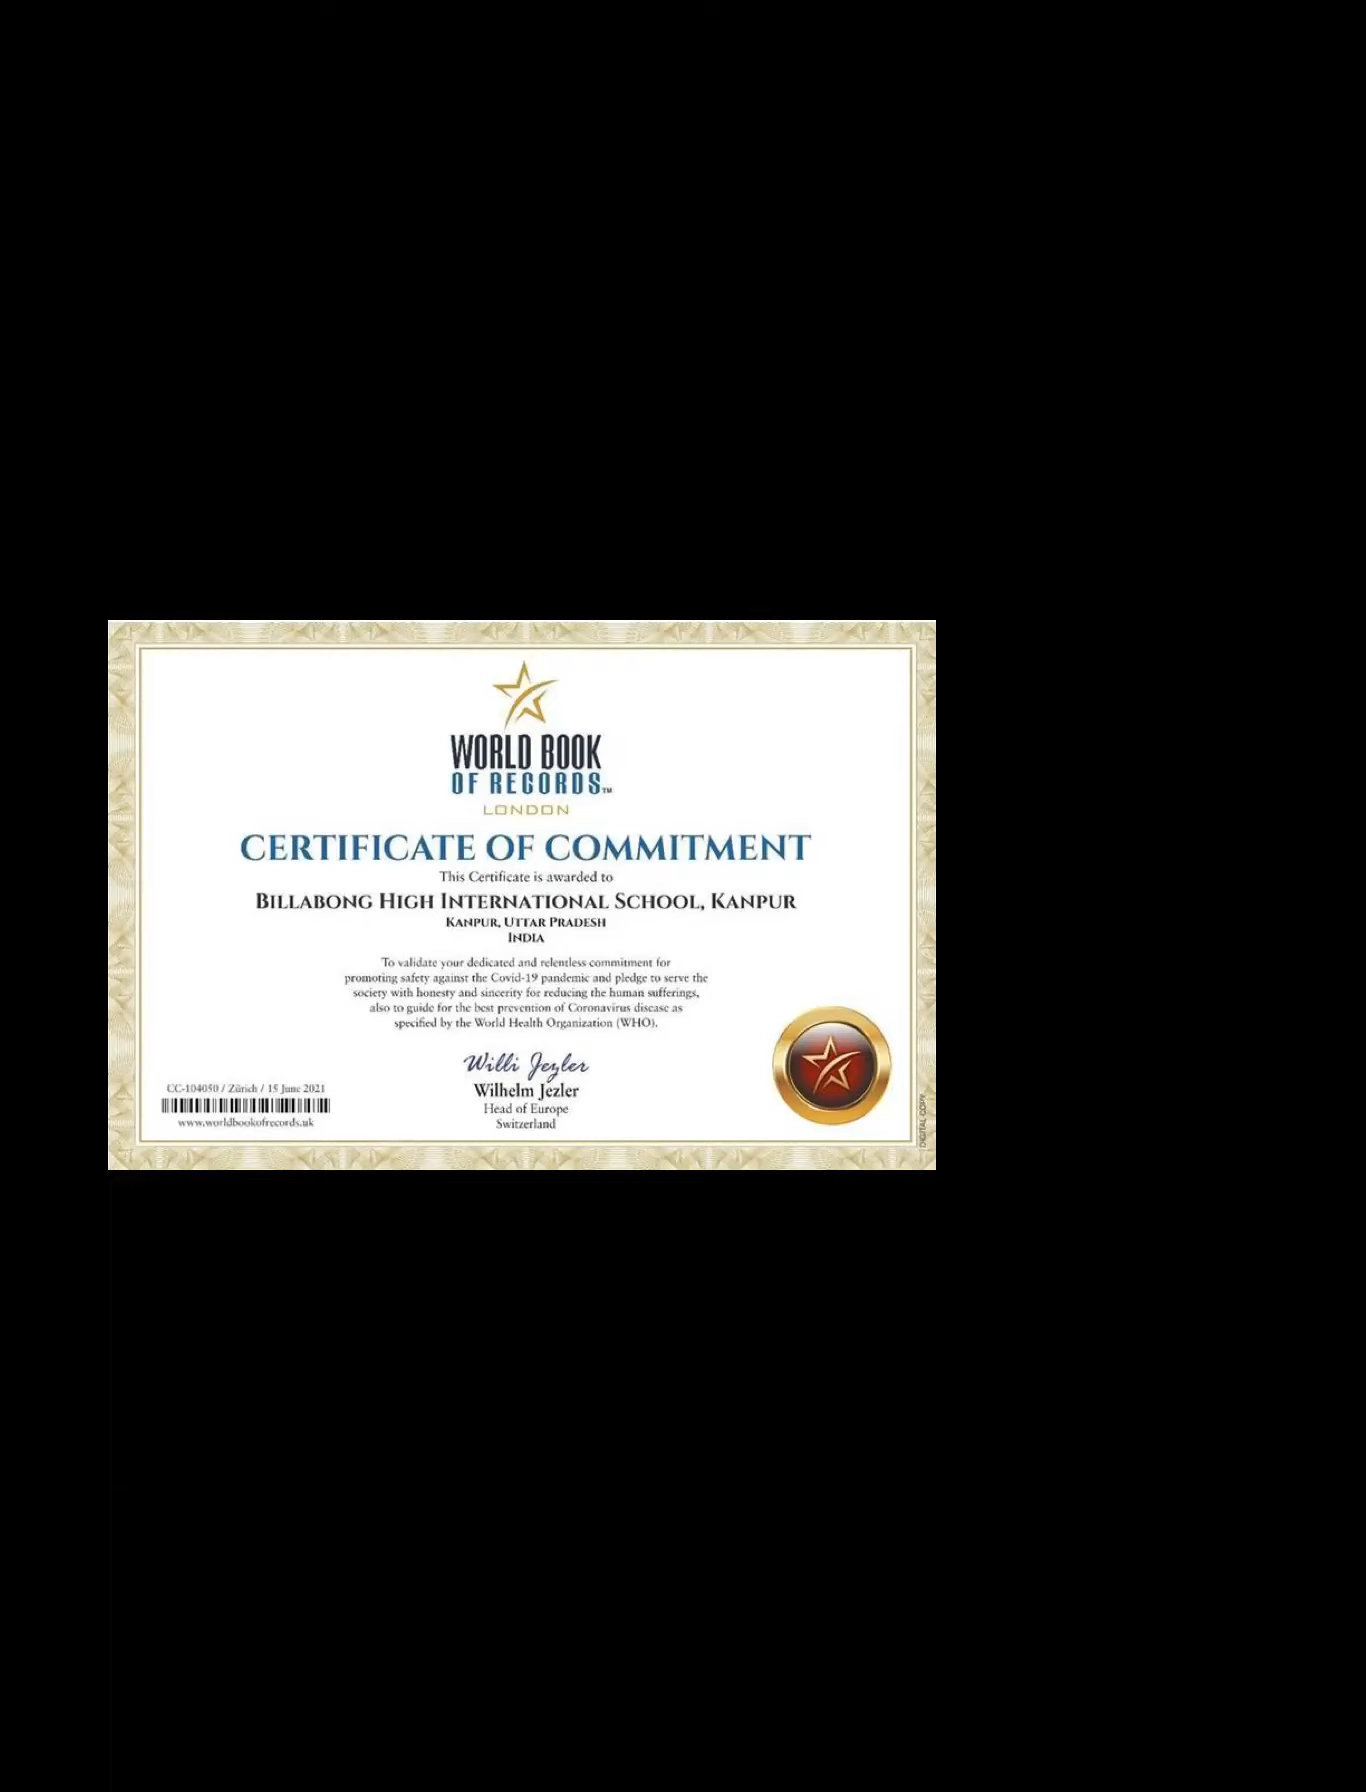 WORLD BOOK
OF RECORDS™
LONDON
CERTIFICATE OF COMMITMENT
This Certificate is awarded to
BILLABONG HIGH INTERNATIONAL SCHOOL, KANPUR
KANPUR, UTTAR PRADESH
INDIA
To validate your dedicated and relentless commitment for
promoting safety against the Covid-19 pandemic and pledge to serve the
society with honesty and sincerity for reducing the human sufferings,
also to guide for the best prevention of Coronavirus disease as
specified by the World Health Organization (WHO).
Willi Jezler
Wilhelm Jezler
Head of Europe
Switzerland
CC-104050 / Zürich / 15 June 2021
www.worldbookofrecords.uk
DIGITAL COPY